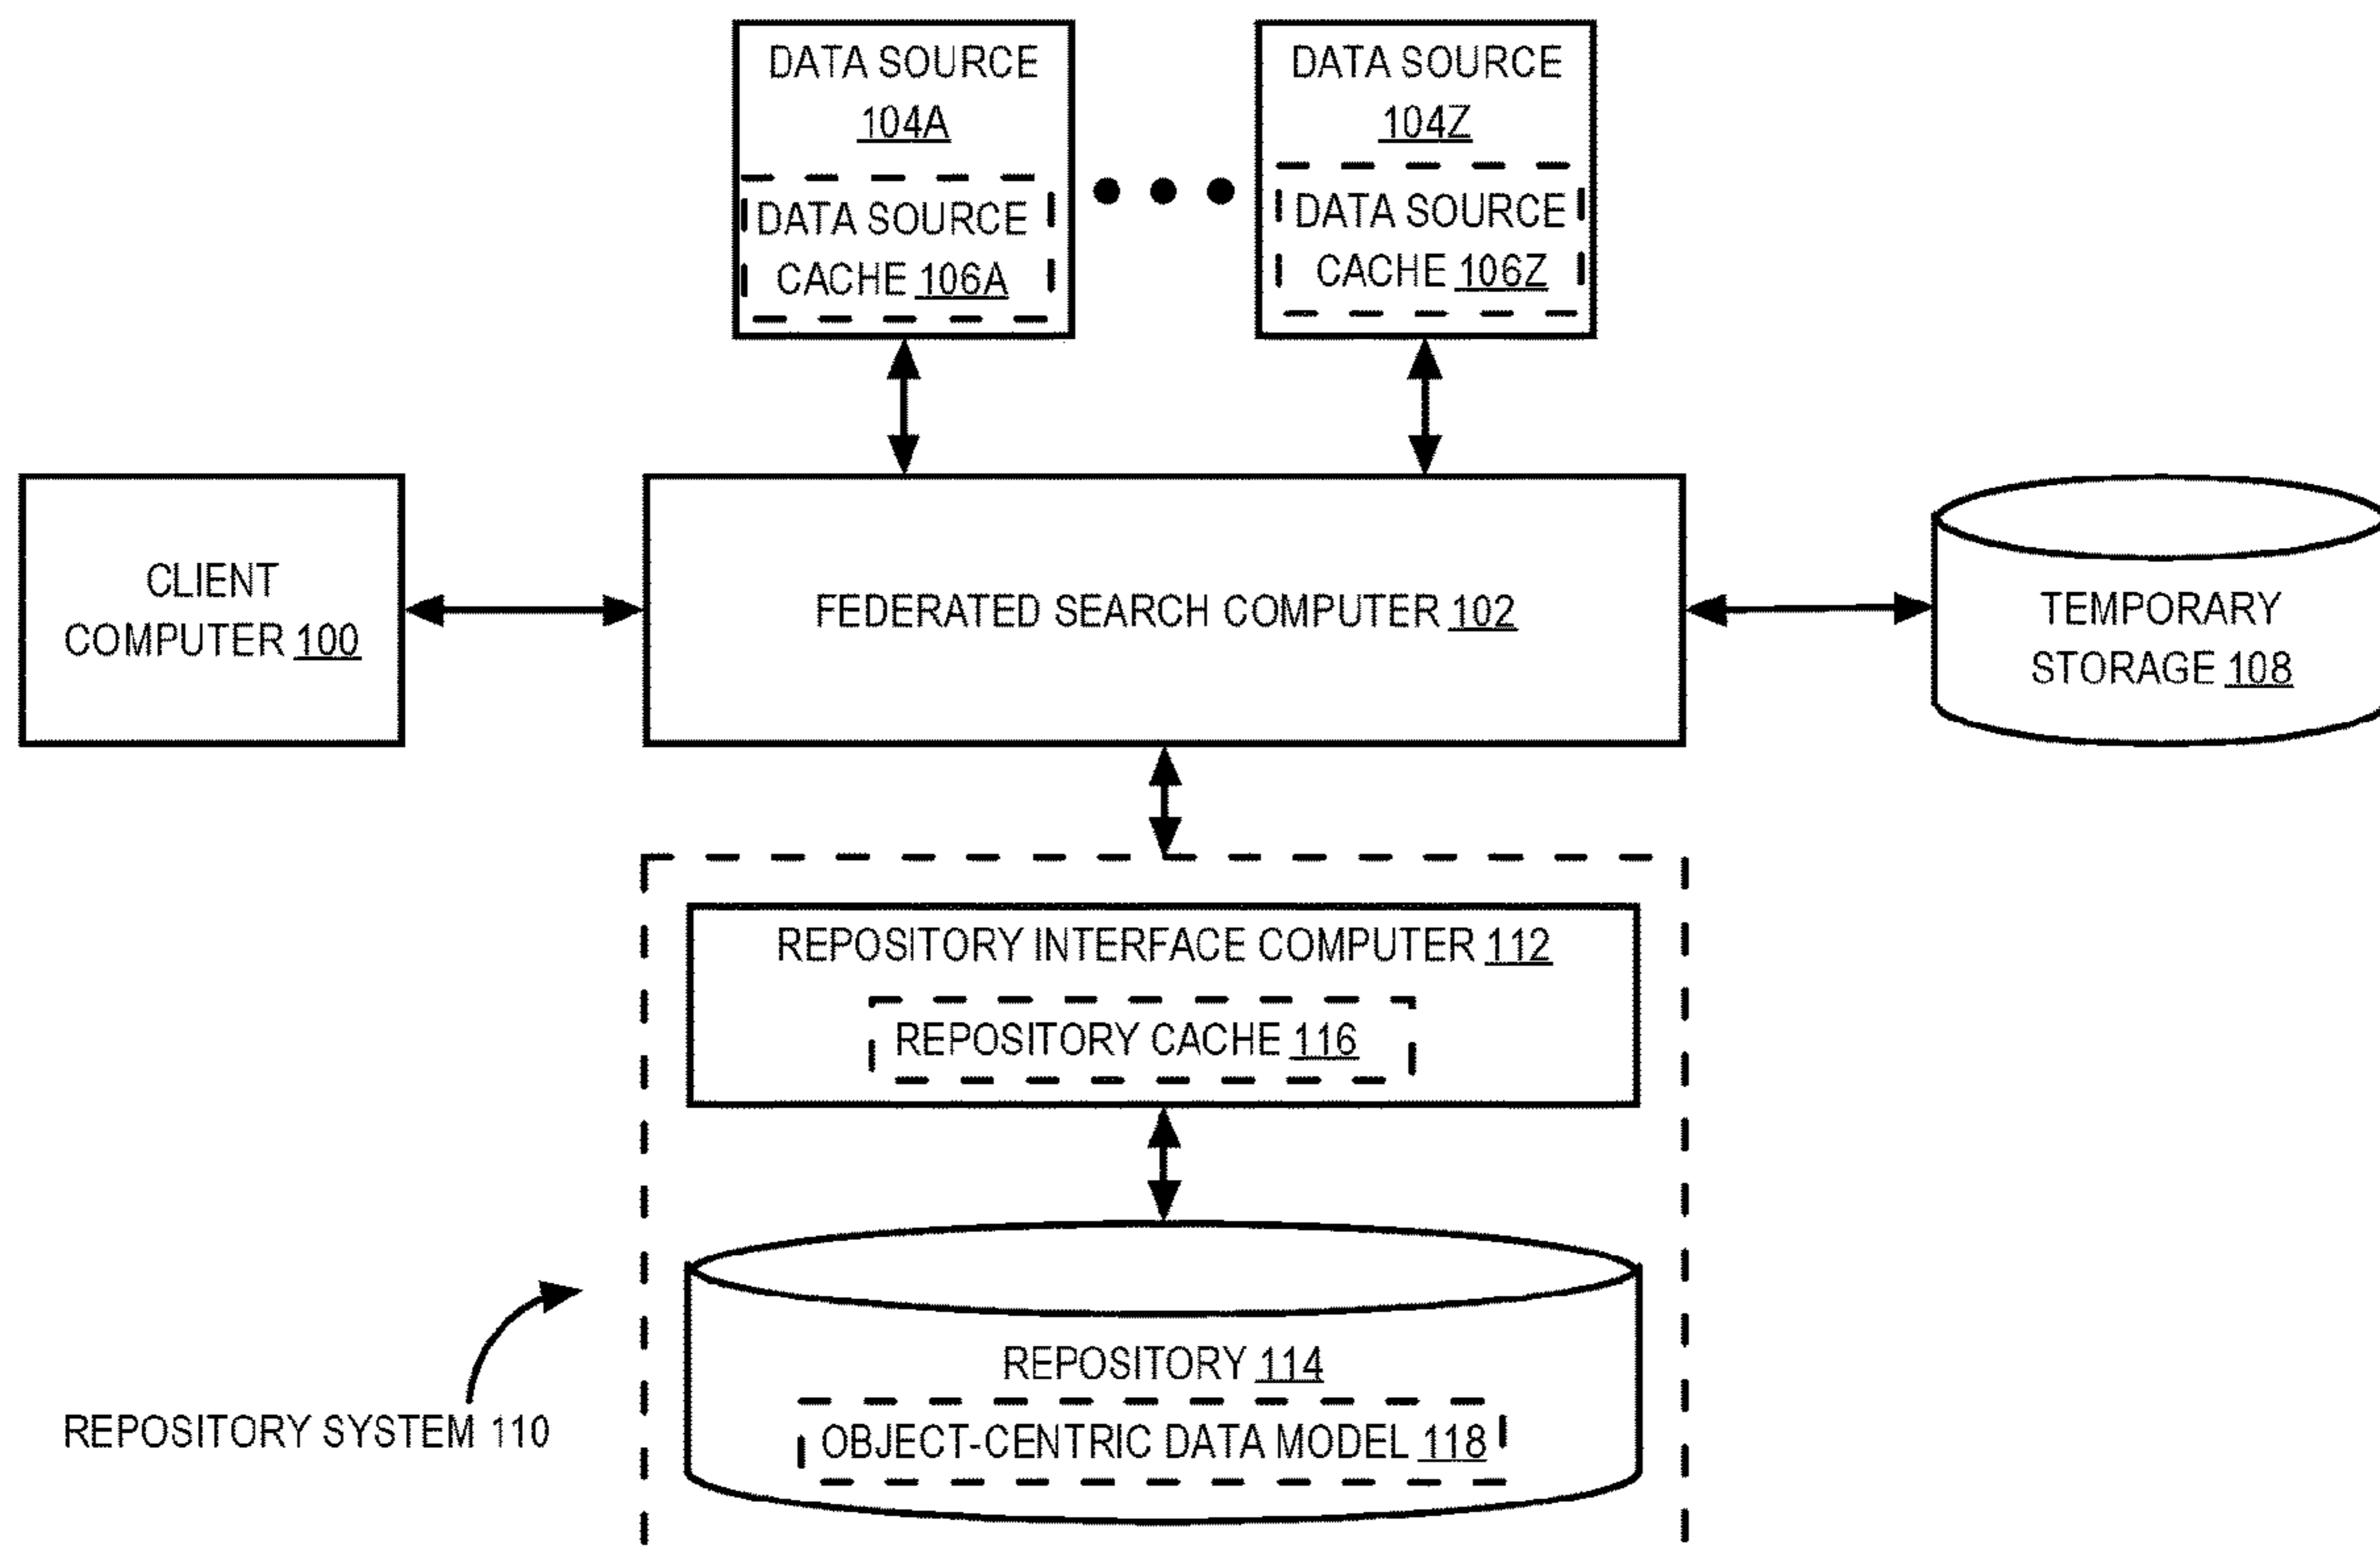 DATA SOURCE
104A
DATA SOURCE
CACHE 106A
DATA SOURCE
104Z
DATA SOURCE
CACHE 106Z
CLIENT
COMPUTER 100
FEDERATED SEARCH COMPUTER 102
TEMPORARY
STORAGE 108
REPOSITORY INTERFACE COMPUTER 112
REPOSITORY CACHE 116
REPOSITORY 114
OBJECT-CENTRIC DATA MODEL 118
REPOSITORY SYSTEM 110